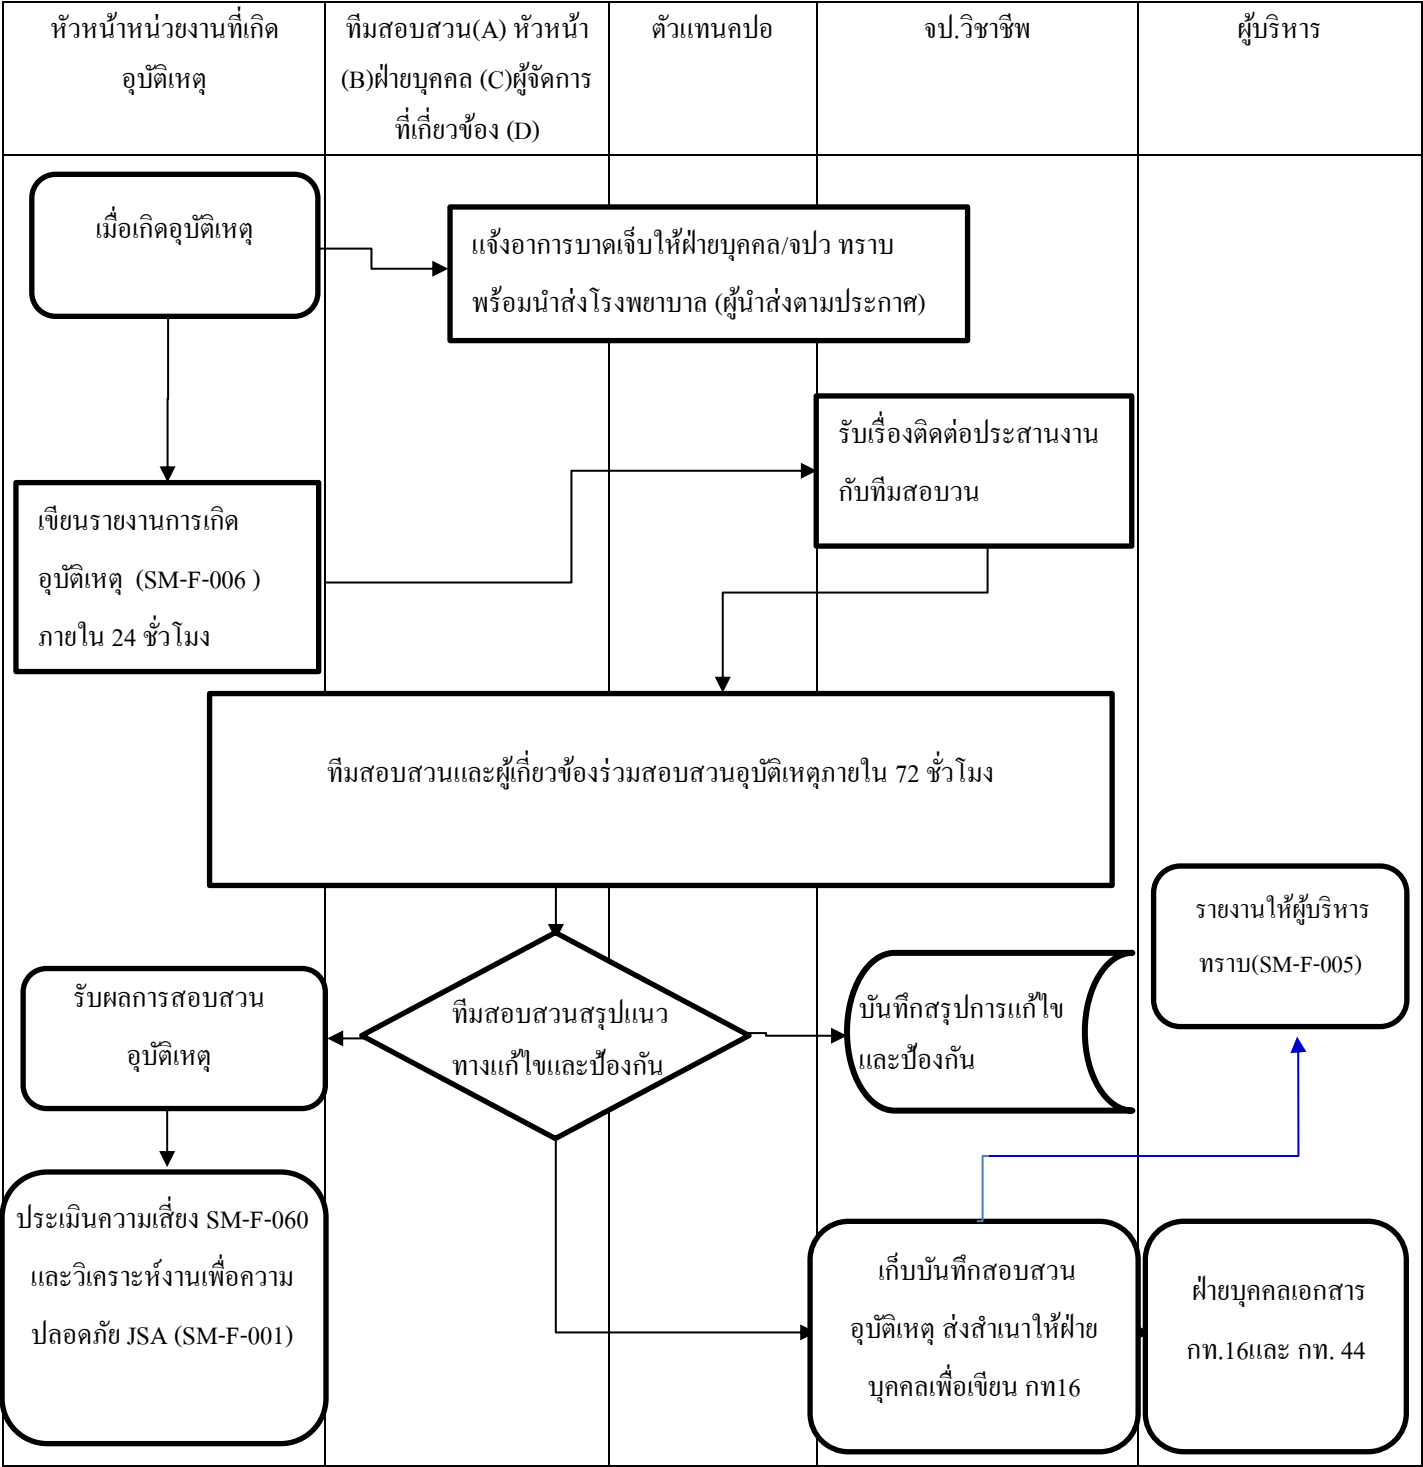 หัวหน้าหน่วยงานที่เกิด
อุบัติเหตุ
ทีมสอบสวน(A) หัวหน้า
(B)ฝ่ายบุคคล (C)ผู้จัดการ
ที่เกี่ยวข้อง (D)
ตัวแทนคปอ
จป.วิชาชีพ
ผู้บริหาร
เมื่อเกิดอุบัติเหตุ
แจ้งอาการบาดเจ็บให้ฝ่ายบุคคล/จปว ทราบ
พร้อมนำส่งโรงพยาบาล (ผู้นำส่งตามประกาศ)
รับเรื่องติดต่อประสานงาน
กับทีมสอบวน
เขียนรายงานการเกิด
อุบัติเหตุ (SM-F-006 )
ภายใน 24 ชั่วโมง
ทีมสอบสวนและผู้เกี่ยวข้องร่วมสอบสวนอุบัติเหตุภายใน 72 ชั่วโมง
รายงานให้ผู้บริหาร
ทราบ(SM-F-005)
รับผลการสอบสวน
อุบัติเหตุ
ทีมสอบสวนสรุปแนว
ทางแก้ไขและป้องกัน
บันทึกสรุปการแก้ไข
และป้องกัน
ประเมินความเสี่ยง SM-F-060
และวิเคราะห์งานเพื่อความ
ปลอดภัย JSA (SM-F-001)
เก็บบันทึกสอบสวน
อุบัติเหตุ ส่งสำเนาให้ฝ่าย
บุคคลเพื่อเขียน กท16
ฝ่ายบุคคลเอกสาร
กท.16และ กท. 44